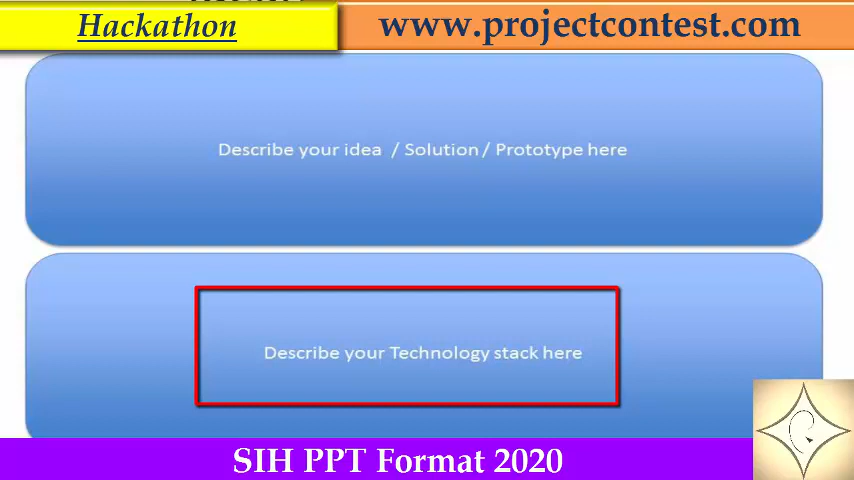 Hackathon
www.projectcontest.com
Describe your idea / Solution / Prototype here
Describe your Technology stack here
SIH PPT Format 2020